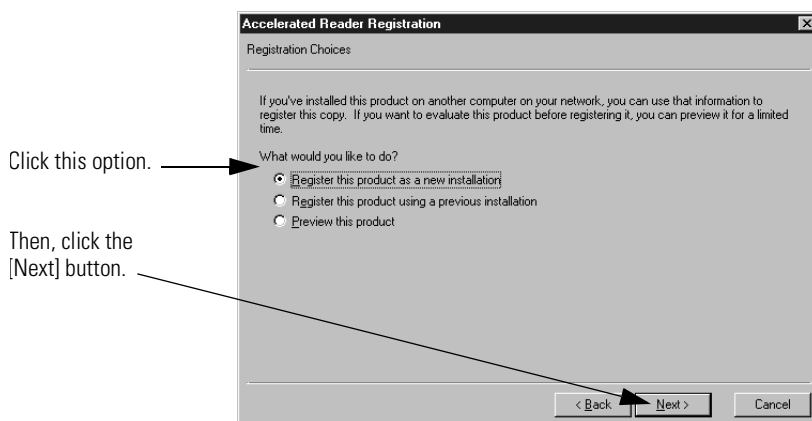 Accelerated Reader Registration
Registration Choices
If you've installed this product on another computer on your network, you can use that information to
register this copy. If you want to evaluate this product before registering it, you can preview it for a limited
time.
Click this option.
What would you like to do?
Register this product as a new installation
Register this product using a previous installation
Preview this product
Then, click the
[Next] button.
< Back
Next >
Cancel